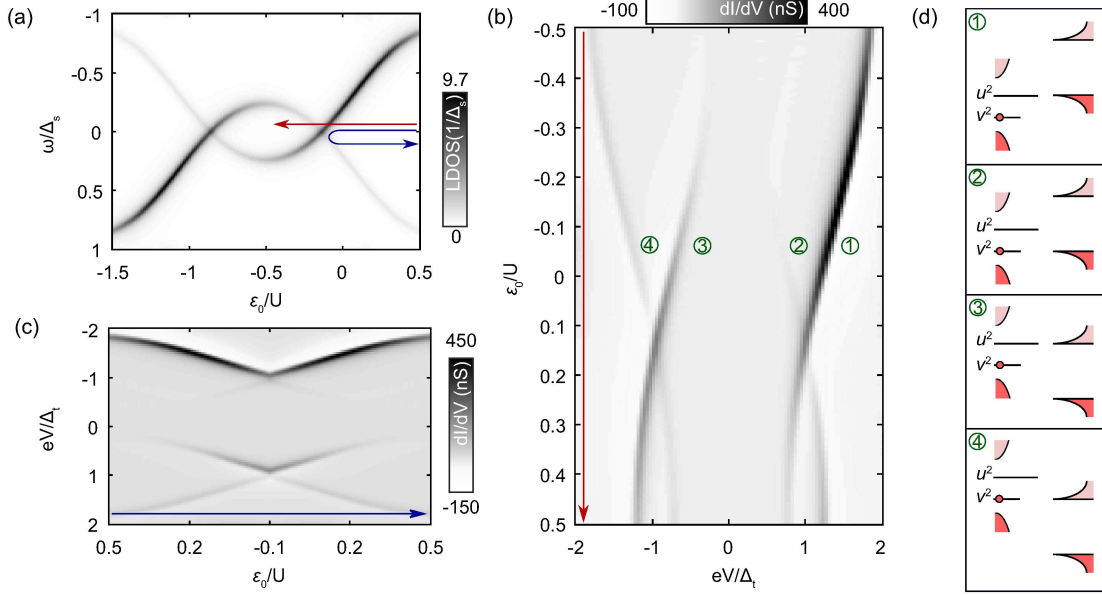 (a)
-1
-0.5
0
0.5
1
ω/Δs
-1.5
-1
-0.5
0
0.5
ε0/U
9.7
LDOS(1/Δs)
0
(b)
-100
dI/dV (nS)
400
-0.5
-0.4
-0.3
-0.2
-0.1
0
0.1
0.2
0.3
0.4
0.5
ε0/U
④
③
②
①
-2
-1
0
1
2
eV/Δt
(c)
-2
-1
0
1
2
eV/Δt
0.5
0.2
-0.1
0.2
0.5
ε0/U
450
dI/dV (nS)
-150
(d)
①
u²
v²
②
u²
v²
③
u²
v²
④
u²
v²